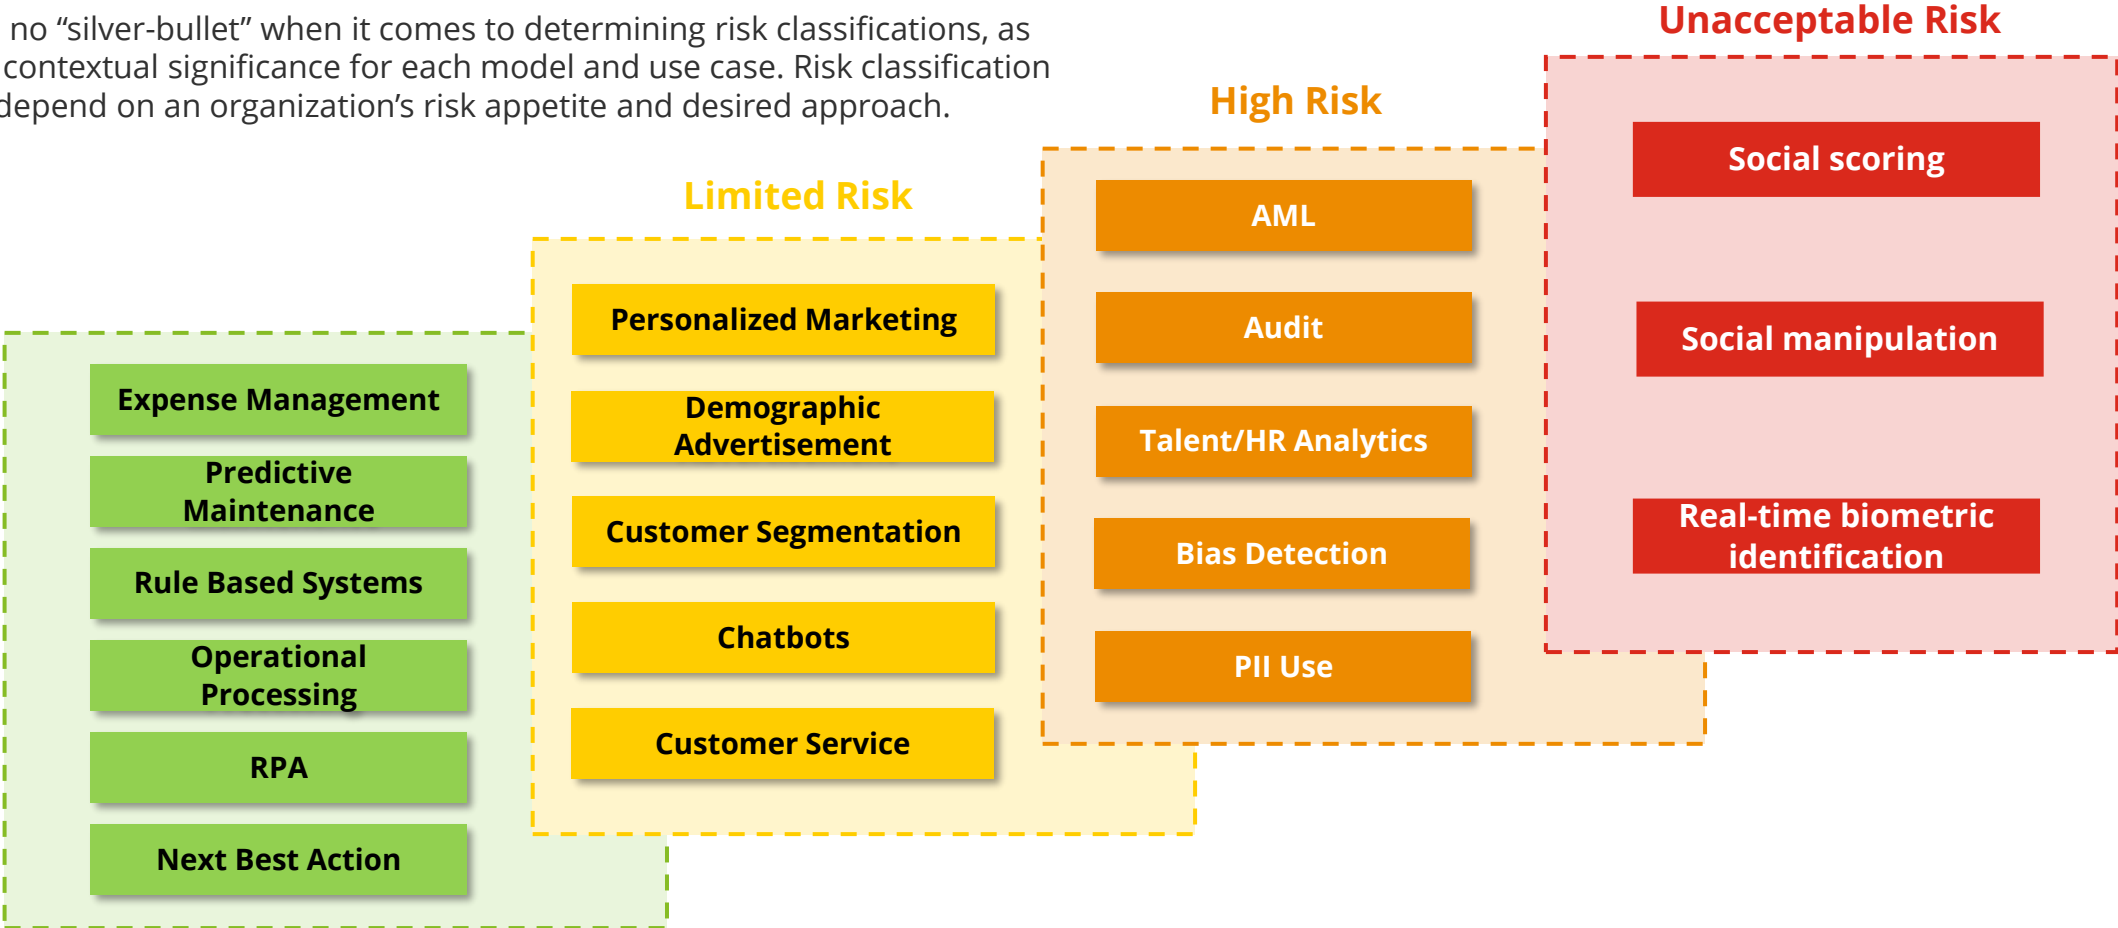 no “silver-bullet” when it comes to determining risk classifications, as
contextual significance for each model and use case. Risk classification
depend on an organization’s risk appetite and desired approach.
Expense Management
Predictive
Maintenance
Rule Based Systems
Operational
Processing
RPA
Next Best Action
Limited Risk
Personalized Marketing
Demographic
Advertisement
Customer Segmentation
Chatbots
Customer Service
High Risk
AML
Audit
Talent/HR Analytics
Bias Detection
PII Use
Unacceptable Risk
Social scoring
Social manipulation
Real-time biometric
identification